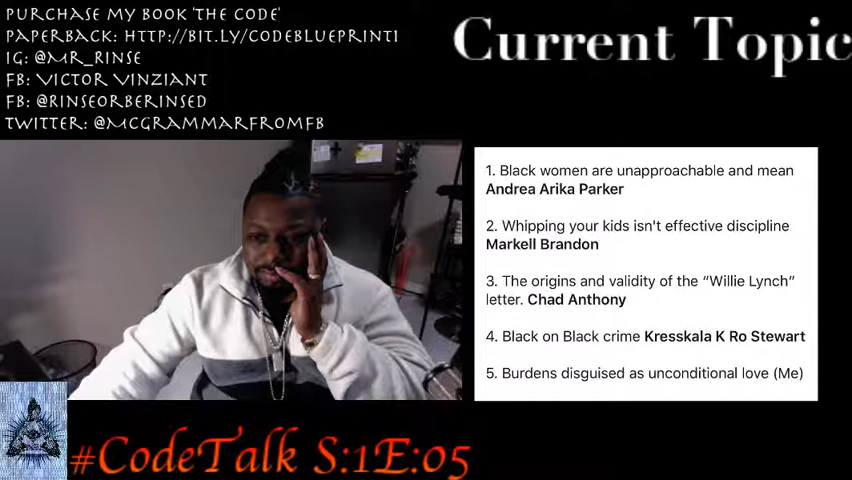 PURCHASE MY BOOK 'THE CODE'
PAPERBACK: HTTP://BIT.LY/CODEBLUEPRINT1
IG: @MR_RINSE
FB: VICTOR VINZIANT
FB: @RINSEORBERINSED
TWITTER: @MCGRAMMARFROMFB
Current Topic
1. Black women are unapproachable and mean
Andrea Arika Parker
2. Whipping your kids isn't effective discipline
Markell Brandon
3. The origins and validity of the “Willie Lynch”
letter. Chad Anthony
4. Black on Black crime Kresskala K Ro Stewart
5. Burdens disguised as unconditional love (Me)
#CodeTalk S:1E:05